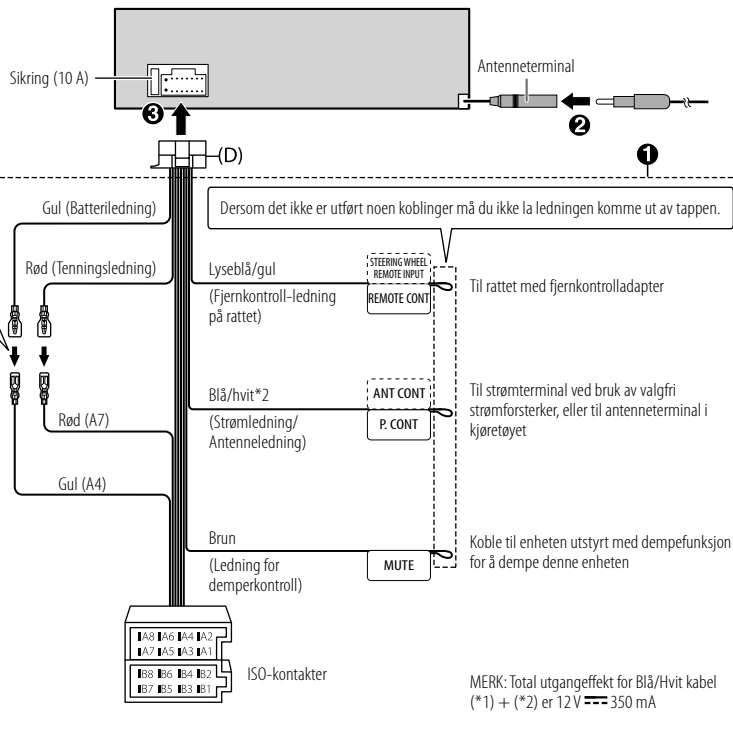 Sikring (10 A)
Antenneterminal
❸
❷
(D)
❶
Gul (Batteriledning)
Dersom det ikke er utført noen koblinger må du ikke la ledningen komme ut av tappen.
Rød (Tenningsledning)
Lyseblå/gul
(Fjernkontroll-ledning
på rattet)
STEERING WHEEL
REMOTE INPUT
REMOTE CONT
Til rattet med fjernkontrolladapter
Blå/hvit*2
(Strømledning/
Antenneledning)
ANT CONT
P. CONT
Til strømterminal ved bruk av valgfri
strømforsterker, eller til antenneterminal i
kjøretøyet
Rød (A7)
Gul (A4)
Brun
(Ledning for
demperkontroll)
MUTE
Koble til enheten utstyrt med dempefunksjon
for å dempe denne enheten
A8 A6 A4 A2
A7 A5 A3 A1
B8 B6 B4 B2
B7 B5 B3 B1
ISO-kontakter
MERK: Total utgangeffekt for Blå/Hvit kabel
(*1) + (*2) er 12 V ⎓ 350 mA